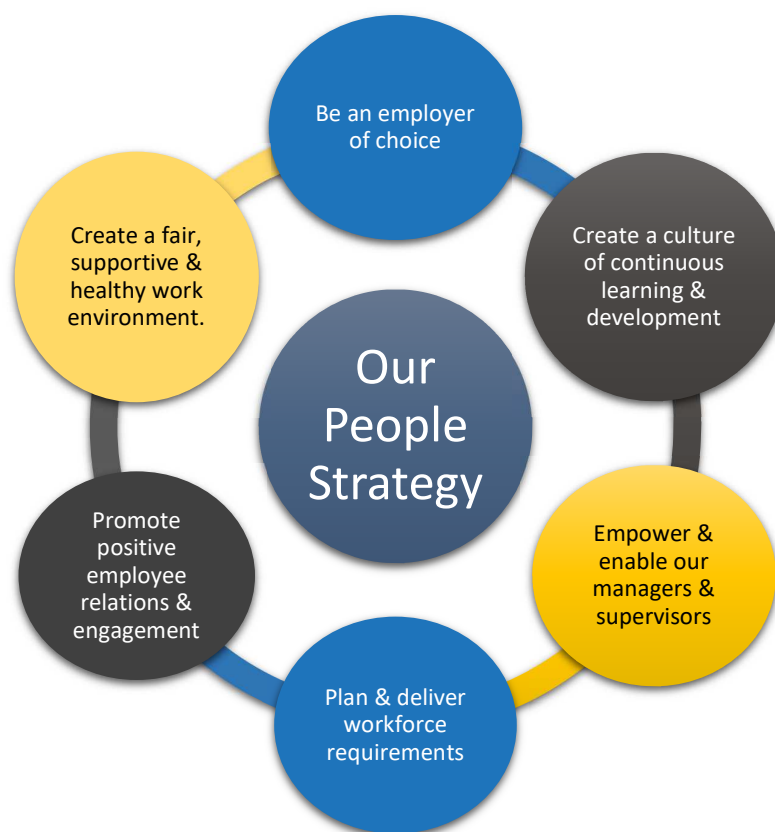 Be an employer
of choice
Create a culture
of continuous
learning &
development
Empower &
enable our
managers &
supervisors
Plan & deliver
workforce
requirements
Promote
positive
employee
relations &
engagement
Create a fair,
supportive &
healthy work
environment.
Our
People
Strategy